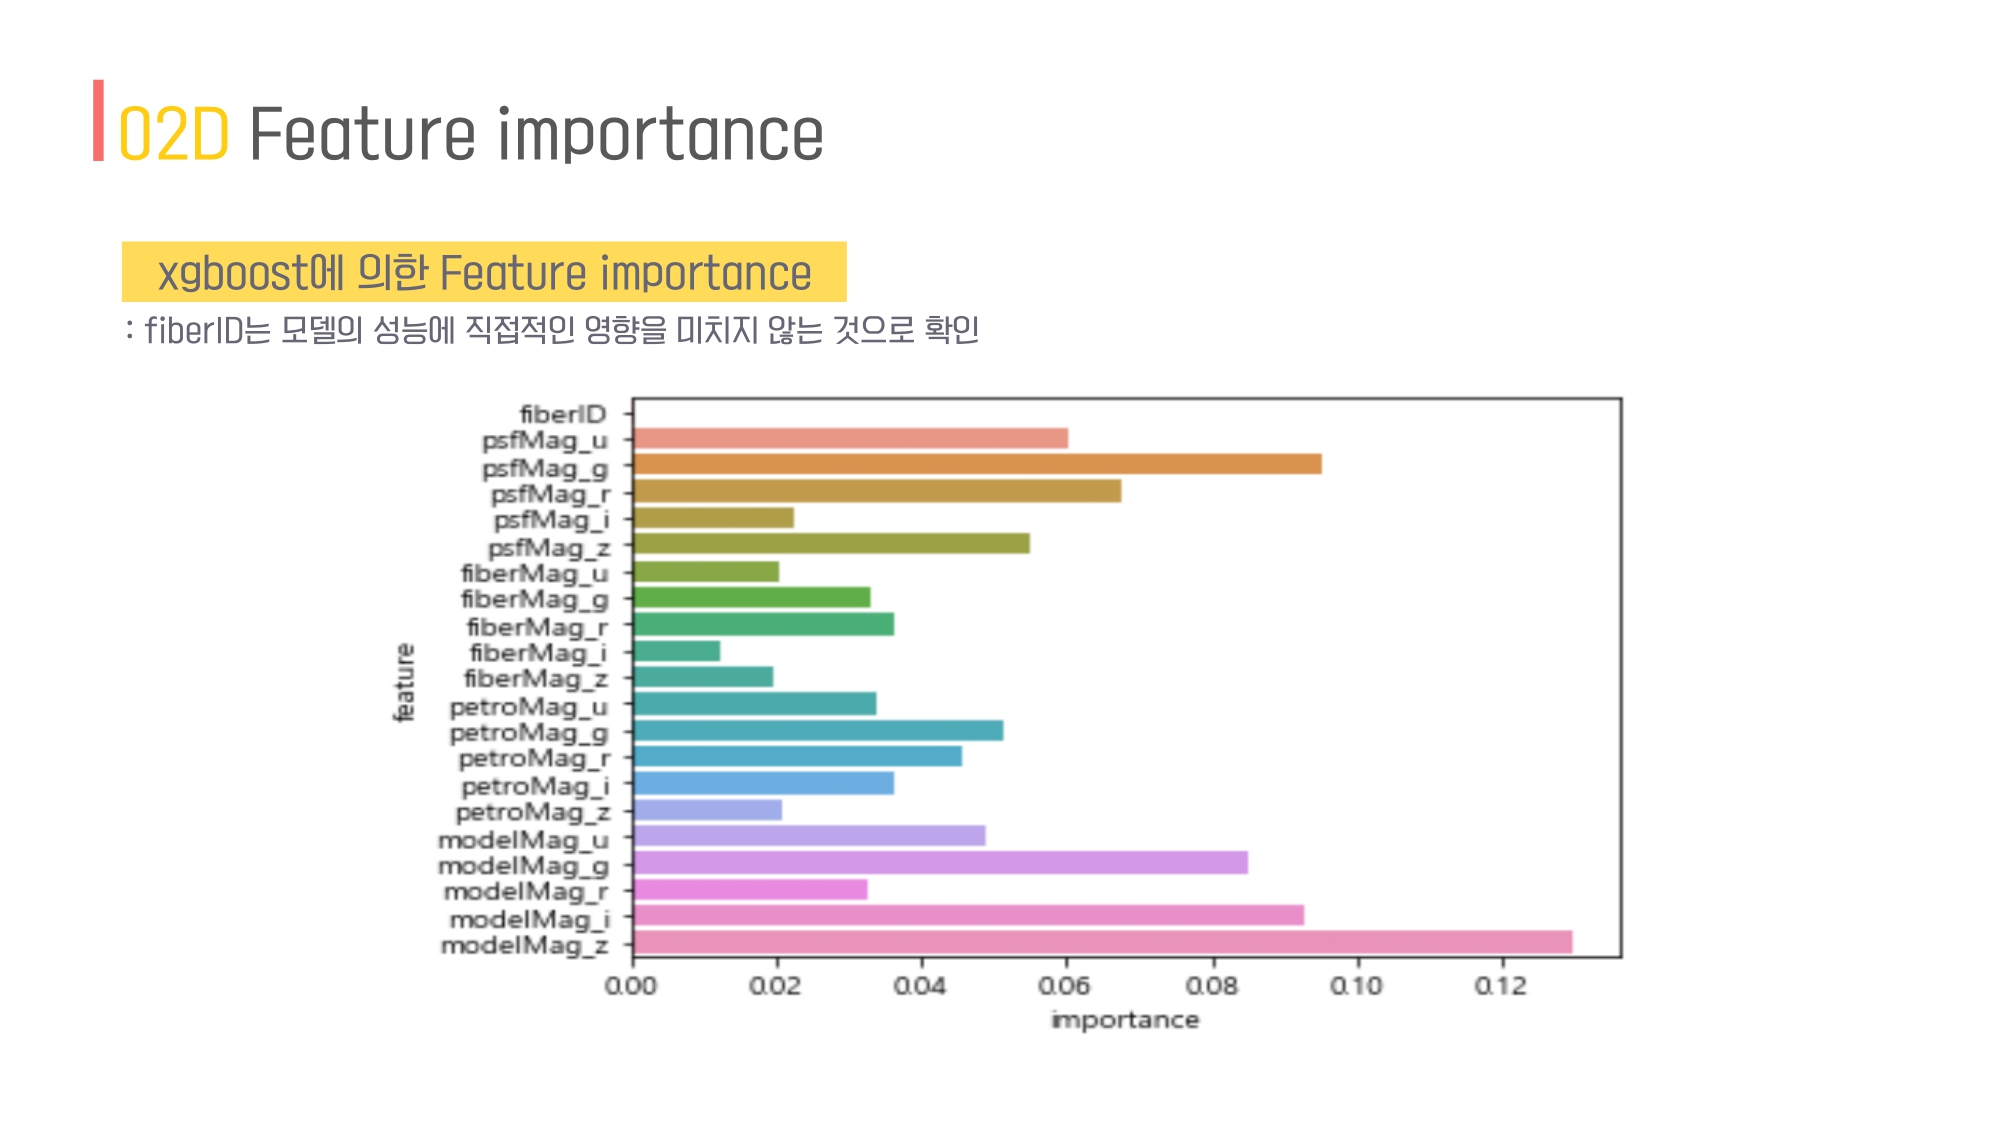 02D Feature importance
xgboost에 의한 Feature importance
: fiberID는 모델의 성능에 직접적인 영향을 미치지 않는 것으로 확인
fiberID
psfMag_u
psfMag_g
psfMag_r
psfMag_i
psfMag_z
fiberMag_u
fiberMag_g
fiberMag_r
fiberMag_i
fiberMag_z
petroMag_u
petroMag_g
petroMag_r
petroMag_i
petroMag_z
modelMag_u
modelMag_g
modelMag_r
modelMag_i
modelMag_z
feature
0.00 0.02 0.04 0.06 0.08 0.10 0.12
importance